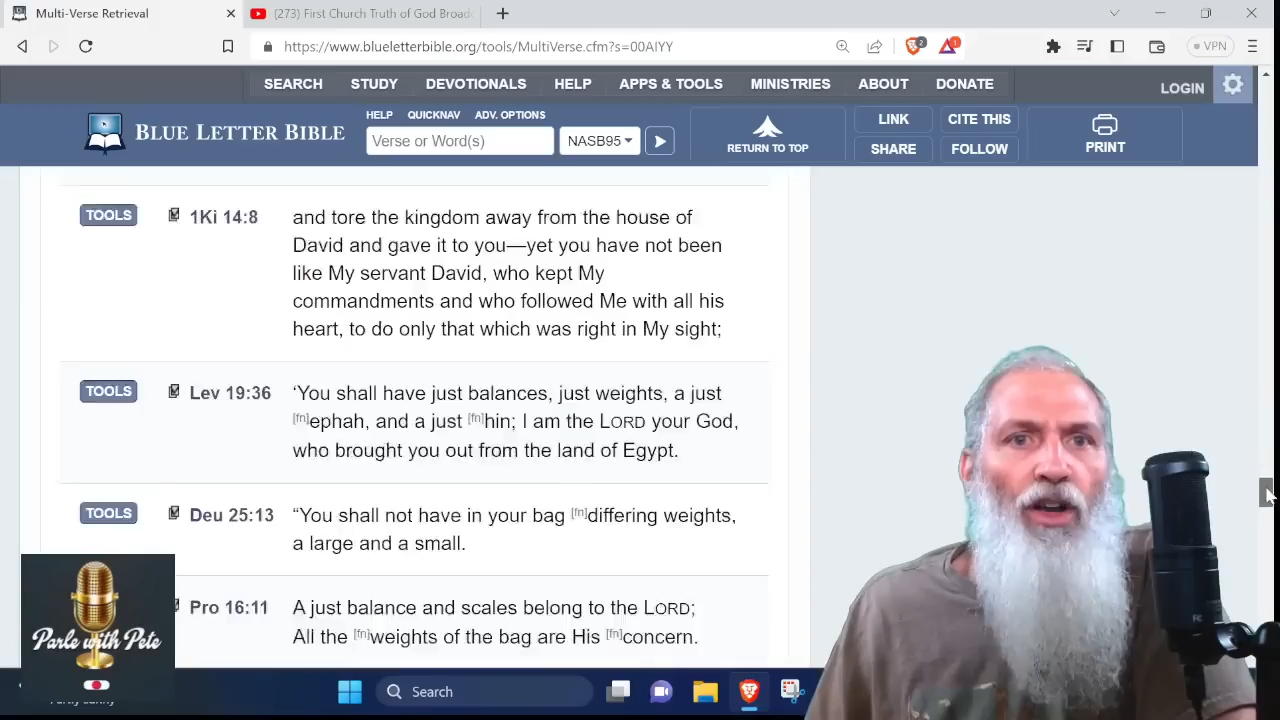 Multi-Verse Retrieval
(273) First Church Truth of God Broadc
https://www.blueletterbible.org/tools/MultiVerse.cfm?s=00AIYY
2
1
VPN
SEARCH STUDY DEVOTIONALS HELP APPS & TOOLS MINISTRIES ABOUT DONATE
LOGIN
BLUE LETTER BIBLE
HELP QUICKNAV ADV. OPTIONS
Verse or Word(s)
NASB95
RETURN TO TOP
LINK
CITE THIS
SHARE
FOLLOW
PRINT
TOOLS
1Ki 14:8
and tore the kingdom away from the house of
David and gave it to you—yet you have not been
like My servant David, who kept My
commandments and who followed Me with all his
heart, to do only that which was right in My sight;
TOOLS
Lev 19:36
‘You shall have just balances, just weights, a just
[fn]ephah, and a just [fn]hin; I am the LORD your God,
who brought you out from the land of Egypt.
TOOLS
Deu 25:13
“You shall not have in your bag [fn]differing weights,
a large and a small.
Pro 16:11
A just balance and scales belong to the LORD;
All the [fn]weights of the bag are His [fn]concern.
Parle with Pete
Search